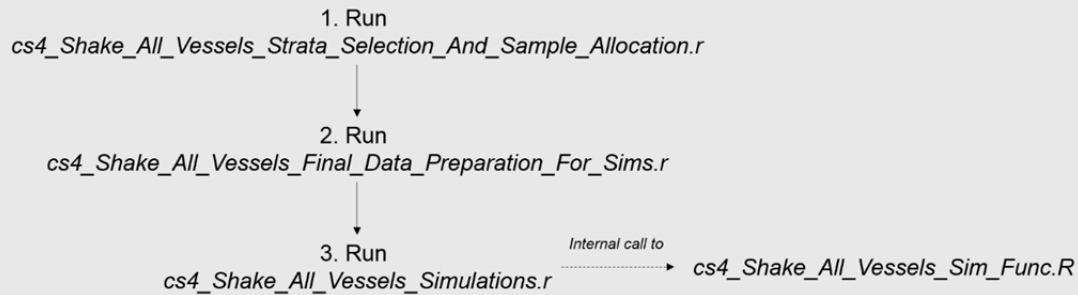 1. Run
cs4_Shake_All_Vessels_Strata_Selection_And_Sample_Allocation.r
2. Run
cs4_Shake_All_Vessels_Final_Data_Preparation_For_Sims.r
3. Run
cs4_Shake_All_Vessels_Simulations.r
Internal call to
cs4_Shake_All_Vessels_Sim_Func.R